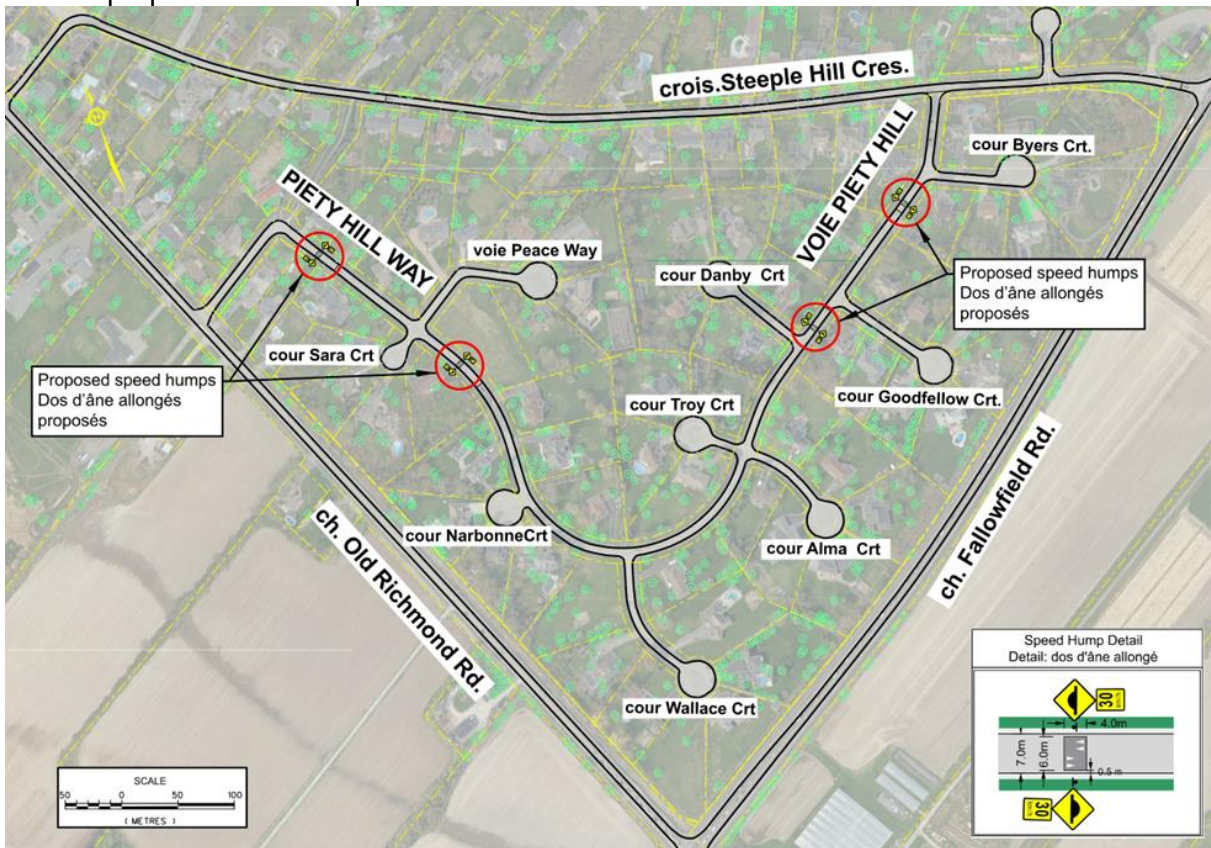 crois.Steeple Hill Cres.
cour Byers Crt.
VOIE PIETY HILL
PIETY HILL WAY
voie Peace Way
cour Danby Crt
Proposed speed humps
Dos d'âne allongés
proposés
cour Sara Crt
Proposed speed humps
Dos d'âne allongés
proposés
cour Goodfellow Crt.
cour Troy Crt
cour NarbonneCrt
cour Alma Crt
ch. Old Richmond Rd.
ch. Fallowfield Rd.
cour Wallace Crt
Speed Hump Detail
Detail: dos d'âne allongé
30
km/h
4.0m
7.0m
6.0m
0.5 m
30
km/h
SCALE
50 0 50 100
( METRES )